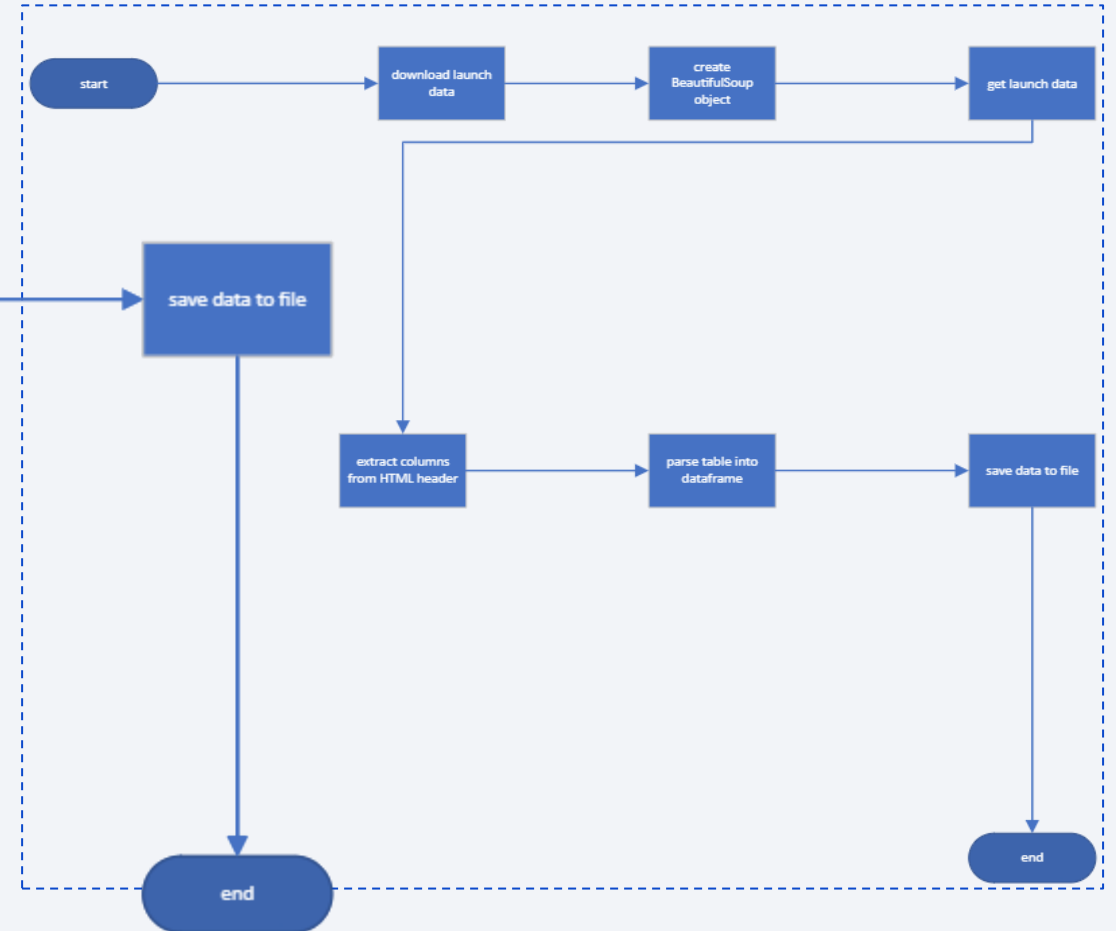 start
download launch
data
create
BeautifulSoup
object
get launch data
save data to file
extract columns
from HTML header
parse table into
dataframe
save data to file
end
end